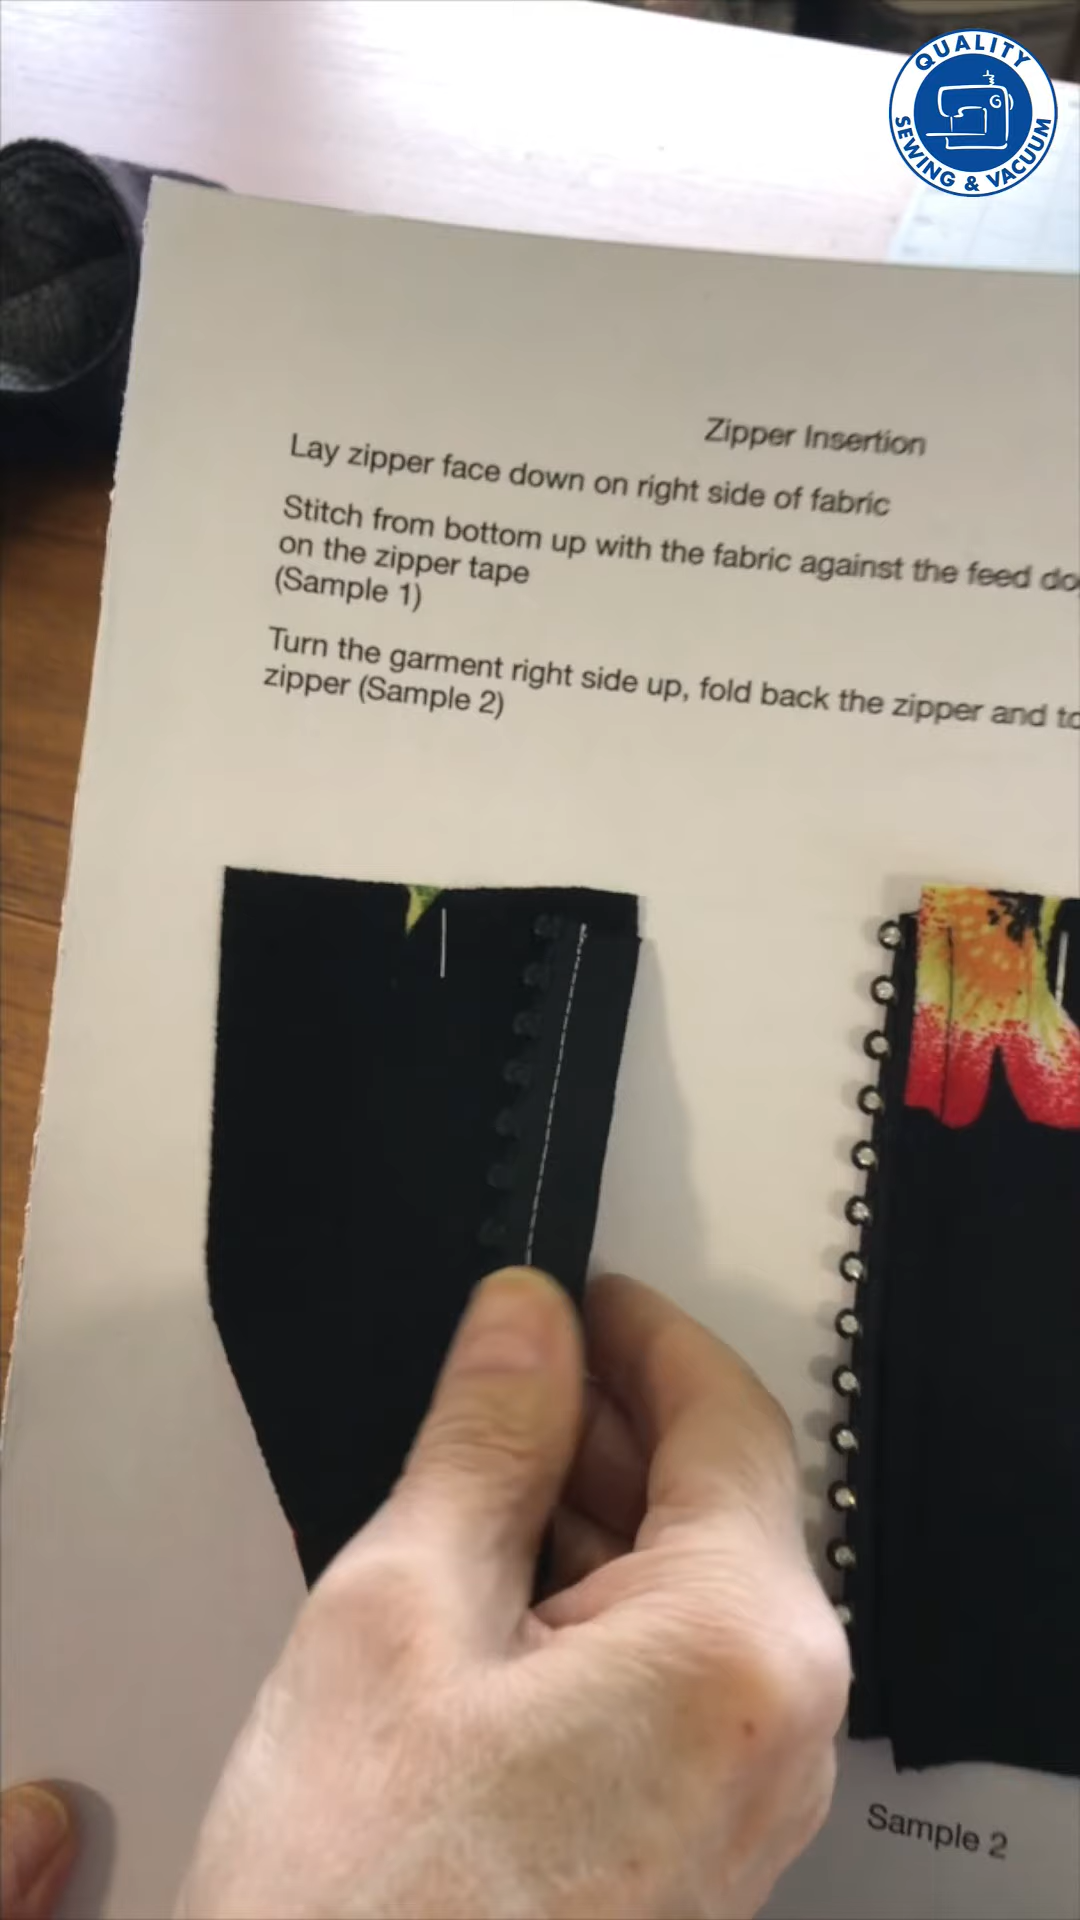 QUALITY
SEWING & VACUUM
Zipper Insertion
Lay zipper face down on right side of fabric
Stitch from bottom up with the fabric against the feed
on the zipper tape
(Sample 1)
Turn the garment right side up, fold back the zipper and
zipper (Sample 2)
Sample 2